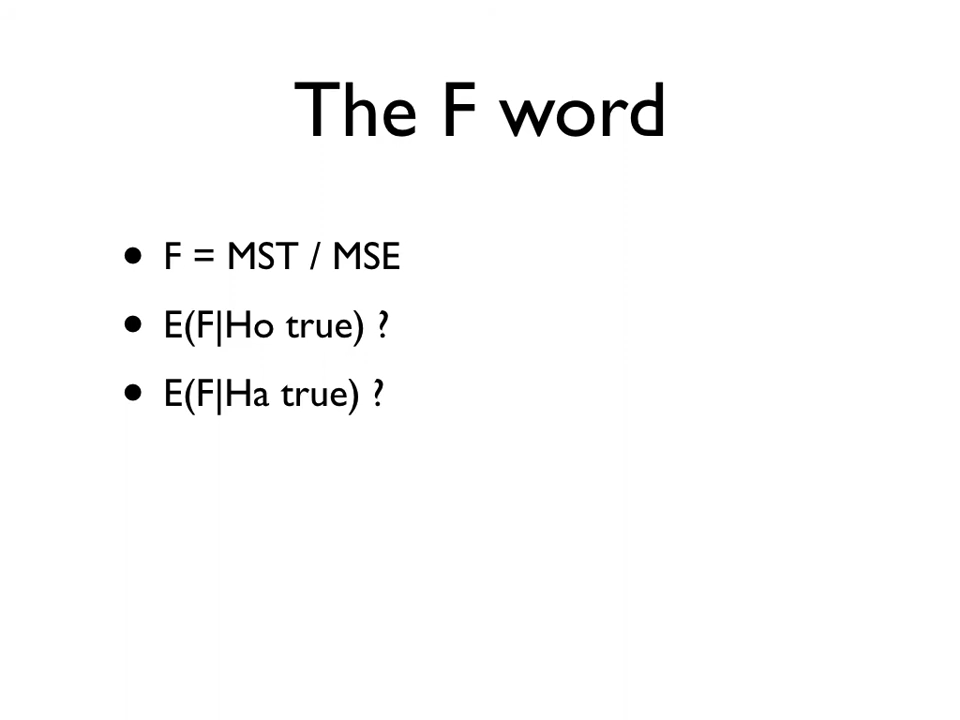 The F word
• F = MST / MSE
• E(F|Ho true) ?
• E(F|Ha true) ?